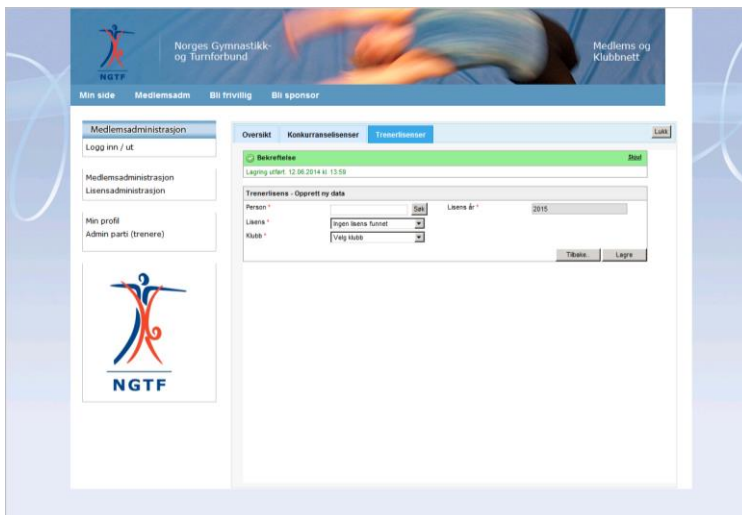 Norges Gymnastikk-
og Turnforbund
Medlems og
Klubbnett
NGTF
Min side Medlemsadm Bli frivillig Bli sponsor
Medlemsadministrasjon
Logg inn / ut
Medlemsadministrasjon
Lisensadministrasjon
Min profil
Admin parti (trenere)
NGTF
Oversikt Konkurranselisenser Trenerlisenser Lukk
Bekreftelse Skjul
Lagring utført: 12.06.2014 kl: 13:59
Trenerlisens - Opprett ny data
Person * Søk Lisens år * 2015
Lisens * Ingen lisens funnet
Klubb * Velg klubb
Tilbake.. Lagre